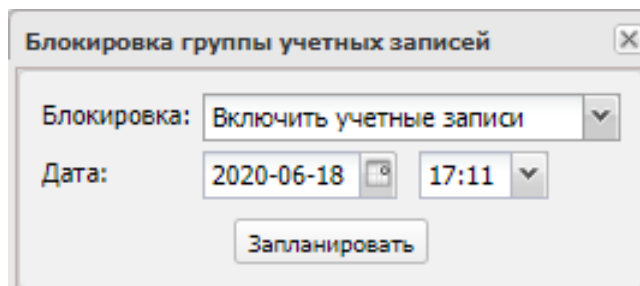 Блокировка группы учетных записей
Блокировка: Включить учетные записи
Дата: 2020-06-18 17:11
Запланировать